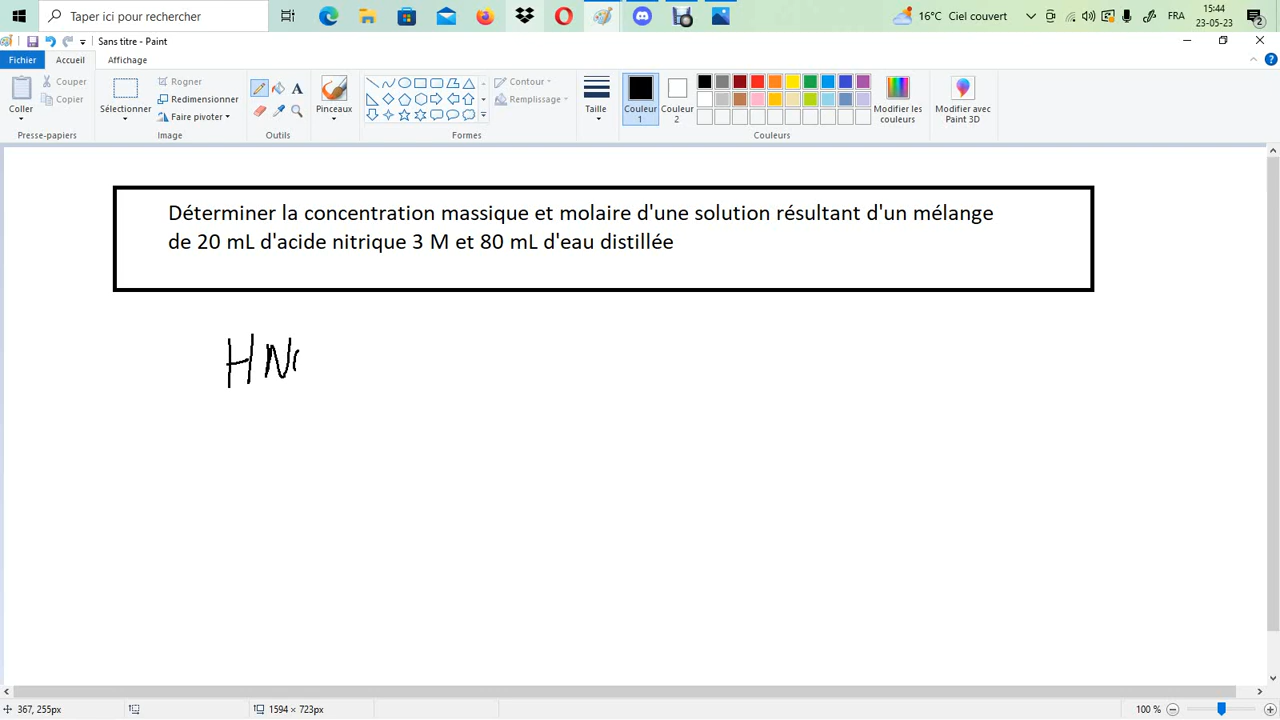 Taper ici pour rechercher
16°C Ciel couvert
FRA
15:44
23-05-23
2
Sans titre - Paint
Fichier
Accueil
Affichage
Coller
Couper
Copier
Presse-papiers
Sélectionner
Rogner
Redimensionner
Faire pivoter
Image
A
Outils
Pinceaux
Contour
Remplissage
Formes
Taille
Couleur
1
Couleur
2
Modifier les
couleurs
Couleurs
Modifier avec
Paint 3D
Déterminer la concentration massique et molaire d'une solution résultant d'un mélange
de 20 mL d'acide nitrique 3 M et 80 mL d'eau distillée
HN
367, 255px
1594 × 723px
100 %